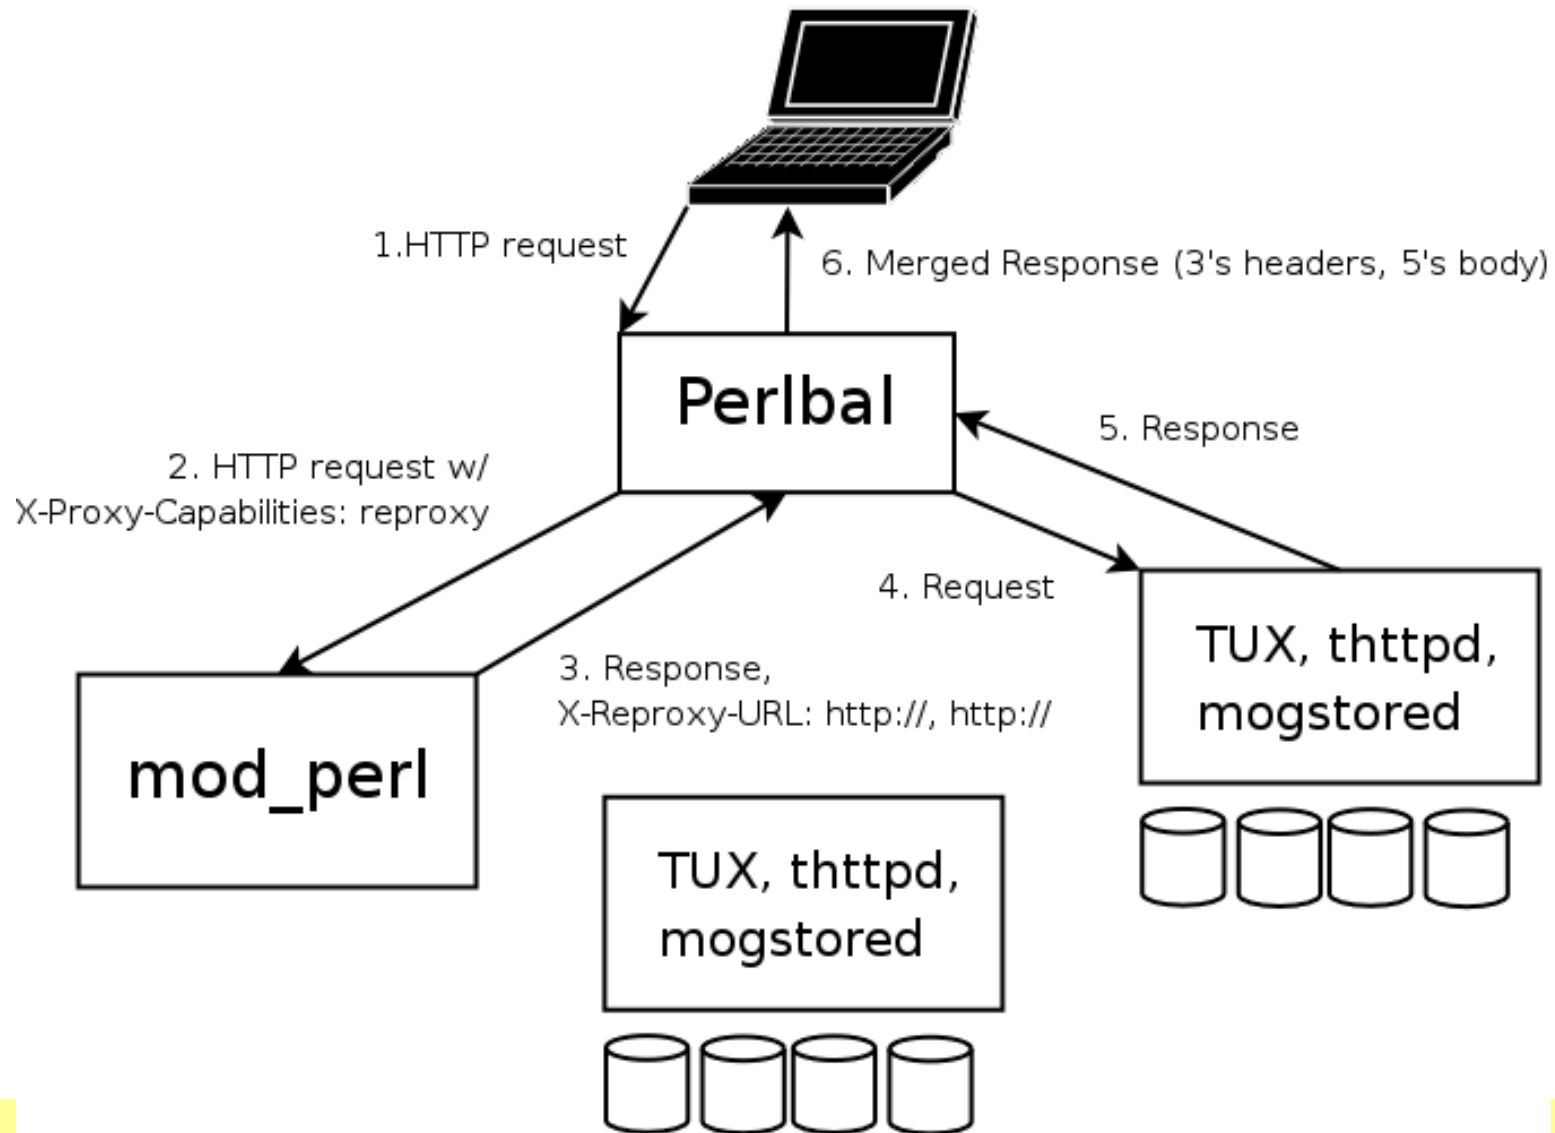 1.HTTP request
6. Merged Response (3's headers, 5's body)
Perlbal
5. Response
2. HTTP request w/
X-Proxy-Capabilities: reproxy
4. Request
TUX, thttpd,
mogstored
3. Response,
X-Reproxy-URL: http://, http://
mod_perl
TUX, thttpd,
mogstored